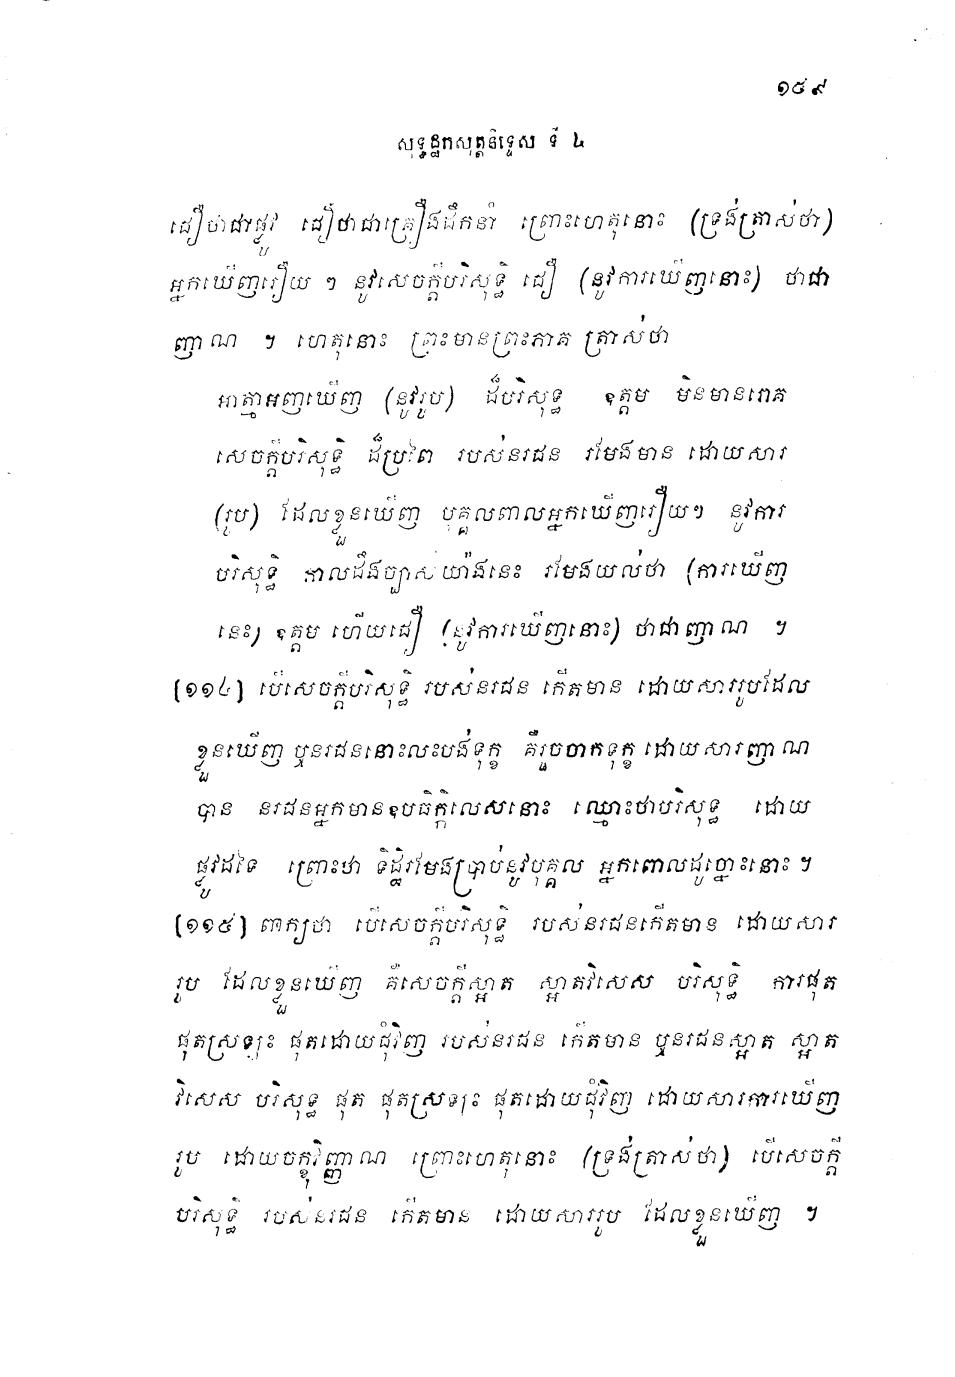 ១៥៩
សុទ្ធដ្ឋកសុត្តនិទ្ទេស ទី ៤
ជឿថាជាផ្លូវ ជឿថាជាគ្រឿងដឹកនាំ ព្រោះហេតុនោះ (ទ្រង់ត្រាស់ថា)
អ្នកឃើញរឿយ ៗ នូវសេចក្តីបរិសុទ្ធិ ជឿ (នូវការឃើញនោះ) ថាជា
ញាណ ។ ហេតុនោះ ព្រះមានព្រះភាគ ត្រាស់ថា
អាត្មាអញឃើញ (នូវរូប) ដ៏បរិសុទ្ធ ឧត្តម មិនមានរោគ
សេចក្តីបរិសុទ្ធិ ដ៏ប្រពៃ របស់នរជន រមែងមាន ដោយសារ
(រូប) ដែលខ្លួនឃើញ បុគ្គលពោលអ្នកឃើញរឿយៗ នូវការ
បរិសុទ្ធិ កាលដឹងច្បាស់យ៉ាងនេះ រមែងយល់ថា (ការឃើញ
នេះ) ឧត្តម ហើយជឿ (នូវការឃើញនោះ) ថាជាញាណ ។
[១១៤] បើសេចក្តីបរិសុទ្ធិ របស់នរជន កើតមាន ដោយសាររូបដែល
ខ្លួនឃើញ ឬនរជននោះលះបង់ទុក្ខ គឺរួចចាកទុក្ខ ដោយសារញាណ
បាន នរជនអ្នកមានឧបធិក្កិលេសនោះ ឈ្មោះថាបរិសុទ្ធ ដោយ
ផ្លូវដទៃ ព្រោះថា ទិដ្ឋិរមែងប្រាប់នូវបុគ្គល អ្នកពោលដូច្នោះនោះ ។
[១១៥] ពាក្យថា បើសេចក្តីបរិសុទ្ធិ របស់នរជនកើតមាន ដោយសារ
រូប ដែលខ្លួនឃើញ គឺសេចក្តីស្អាត ស្អាតវិសេស បរិសុទ្ធិ ការផុត
ផុតស្រឡះ ផុតដោយជុំវិញ របស់នរជន កើតមាន ឬនរជនស្អាត ស្អាត
វិសេស បរិសុទ្ធ ផុត ផុតស្រឡះ ផុតដោយជុំវិញ ដោយសារការឃើញ
រូប ដោយចក្ខុវិញ្ញាណ ព្រោះហេតុនោះ (ទ្រង់ត្រាស់ថា) បើសេចក្តី
បរិសុទ្ធិ របស់នរជន កើតមាន ដោយសាររូប ដែលខ្លួនឃើញ ។